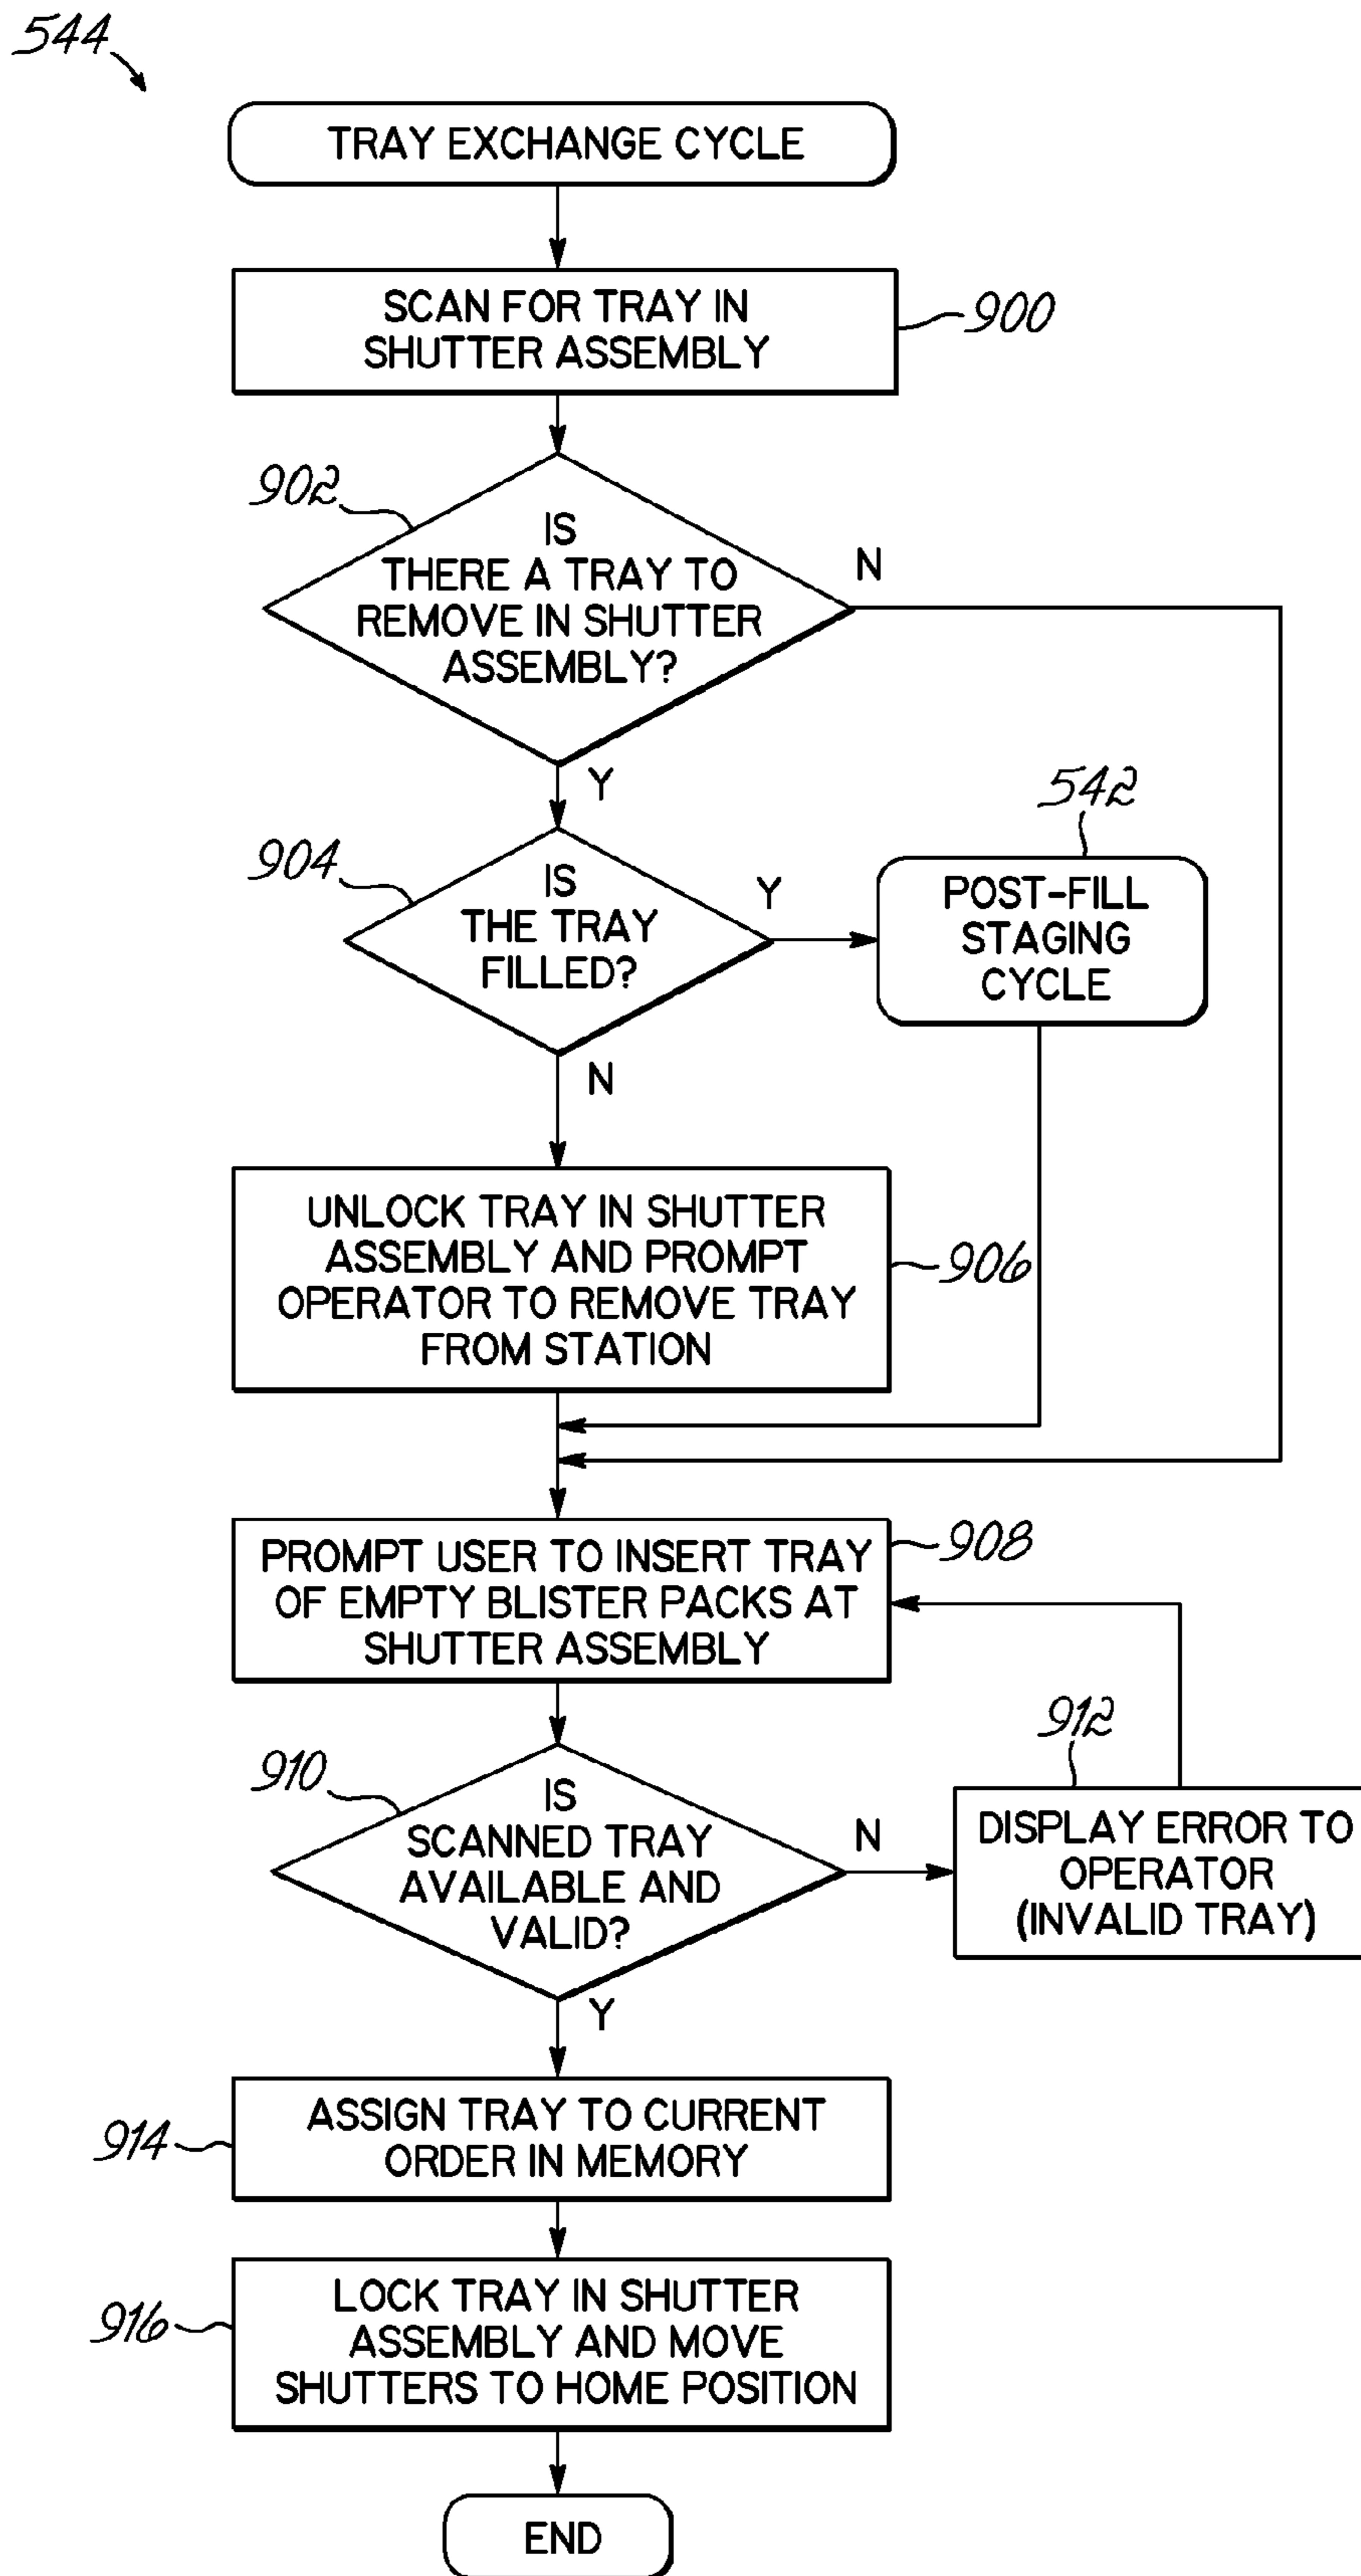 544
TRAY EXCHANGE CYCLE
SCAN FOR TRAY IN
SHUTTER ASSEMBLY
900
902
IS
THERE A TRAY TO
REMOVE IN SHUTTER
ASSEMBLY?
N
Y
542
904
IS
THE TRAY
FILLED?
Y
POST-FILL
STAGING
CYCLE
N
UNLOCK TRAY IN SHUTTER
ASSEMBLY AND PROMPT
OPERATOR TO REMOVE TRAY
FROM STATION
906
PROMPT USER TO INSERT TRAY
OF EMPTY BLISTER PACKS AT
SHUTTER ASSEMBLY
908
910
IS
SCANNED TRAY
AVAILABLE AND
VALID?
N
912
DISPLAY ERROR TO
OPERATOR
(INVALID TRAY)
Y
914
ASSIGN TRAY TO CURRENT
ORDER IN MEMORY
916
LOCK TRAY IN SHUTTER
ASSEMBLY AND MOVE
SHUTTERS TO HOME POSITION
END